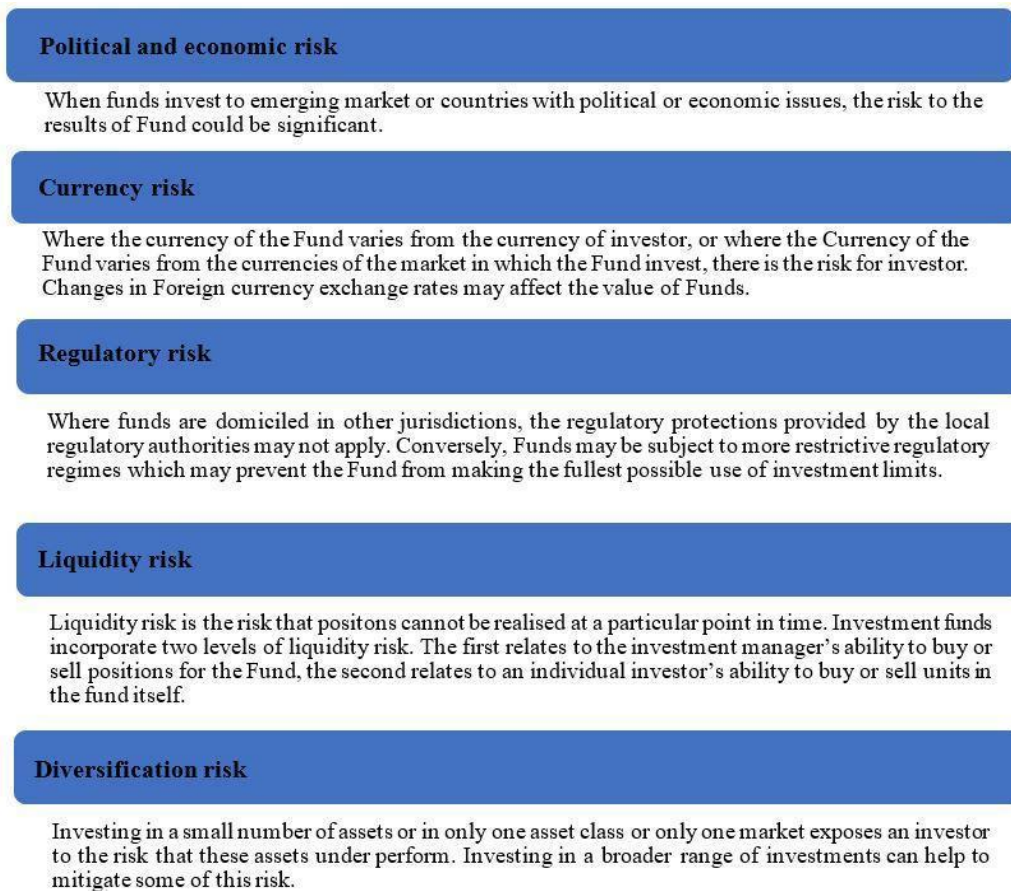 Political and economic risk
When funds invest to emerging market or countries with political or economic issues, the risk to the
results of Fund could be significant.
Currency risk
Where the currency of the Fund varies from the currency of investor, or where the Currency of the
Fund varies from the currencies of the market in which the Fund invest, there is the risk for investor.
Changes in Foreign currency exchange rates may affect the value of Funds.
Regulatory risk
Where funds are domiciled in other jurisdictions, the regulatory protections provided by the local
regulatory authorities may not apply. Conversely, Funds may be subject to more restrictive regulatory
regimes which may prevent the Fund from making the fullest possible use of investment limits.
Liquidity risk
Liquidity risk is the risk that positons cannot be realised at a particular point in time. Investment funds
incorporate two levels of liquidity risk. The first relates to the investment manager's ability to buy or
sell positions for the Fund, the second relates to an individual investor's ability to buy or sell units in
the fund itself.
Diversification risk
Investing in a small number of assets or in only one asset class or only one market exposes an investor
to the risk that these assets under perform. Investing in a broader range of investments can help to
mitigate some of this risk.